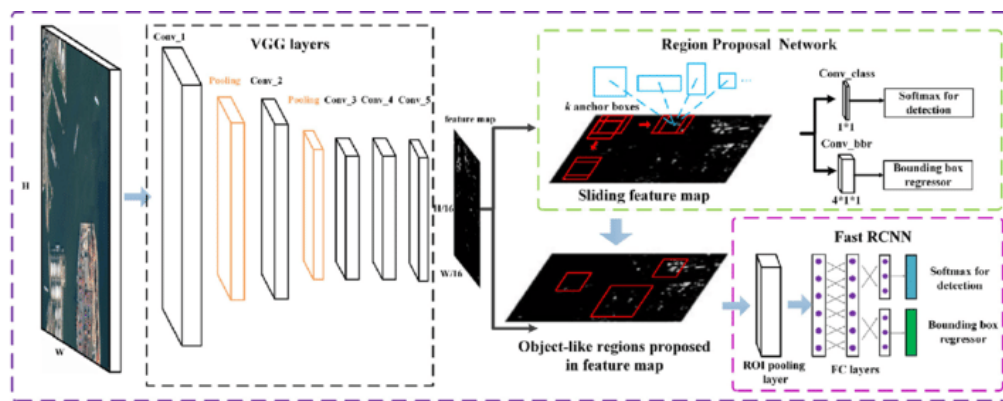 VGG layers
Conv_1
Pooling
Conv_2
Pooling
Conv_3
Conv_4
Conv_5
H
W
feature map
H/16
W/16
Region Proposal Network
k anchor boxes
...
Sliding feature map
Conv_class
1*1
Softmax for
detection
Conv_bbr
4*1*1
Bounding box
regressor
Object-like regions proposed
in feature map
Fast RCNN
ROI pooling
layer
FC layers
Softmax for
detection
Bounding box
regressor